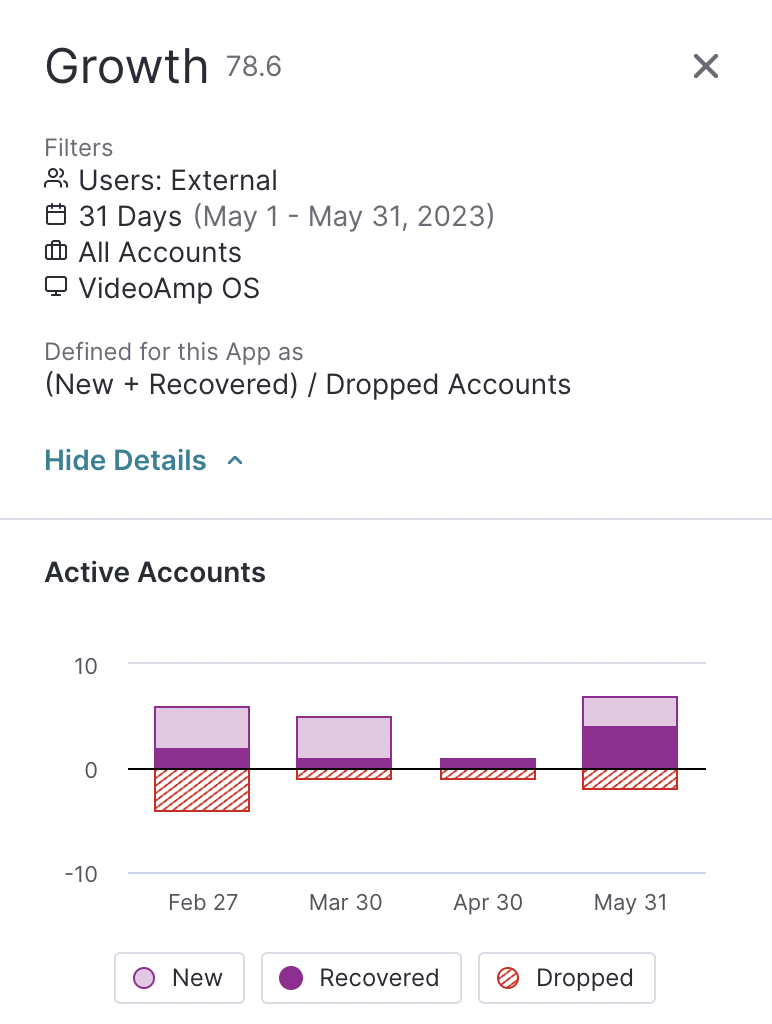 Growth 78.6
Filters
Users: External
31 Days (May 1 - May 31, 2023)
All Accounts
VideoAmp OS
Defined for this App as
(New + Recovered) / Dropped Accounts
Hide Details
Active Accounts
10
0
-10
Feb 27 Mar 30 Apr 30 May 31
New Recovered Dropped